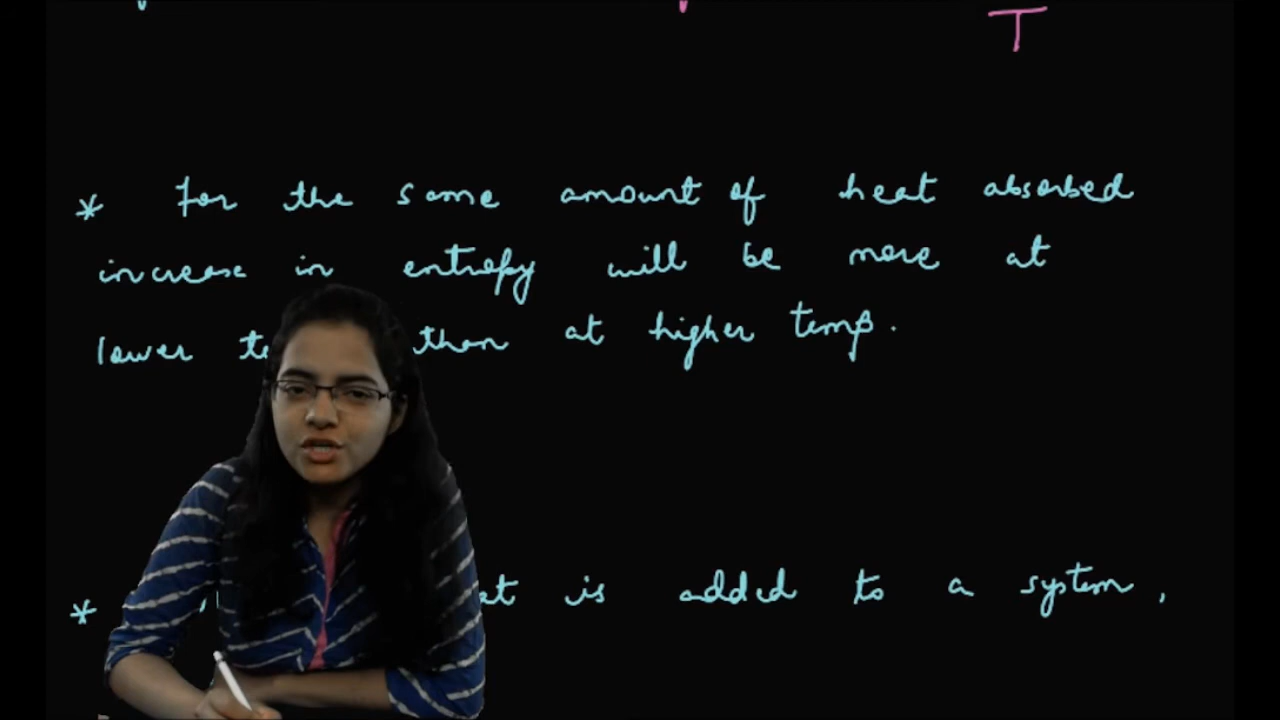 T
* for the same amount of heat absorbed
increase in entropy will be more at
lower than at higher temp.
* is added to a system,